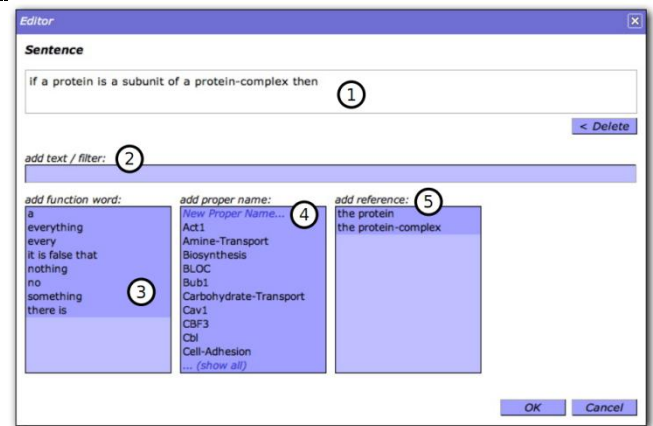 Editor
Sentence
if a protein is a subunit of a protein-complex then
1
< Delete
add text / filter:
2
add function word:
a
everything
every
it is false that
nothing
no
something
there is
3
add proper name:
New Proper Name...
4
Act1
Amine-Transport
Biosynthesis
BLOC
Bub1
Carbohydrate-Transport
Cav1
CBF3
Cbl
Cell-Adhesion
... (show all)
add reference:
5
the protein
the protein-complex
OK
Cancel